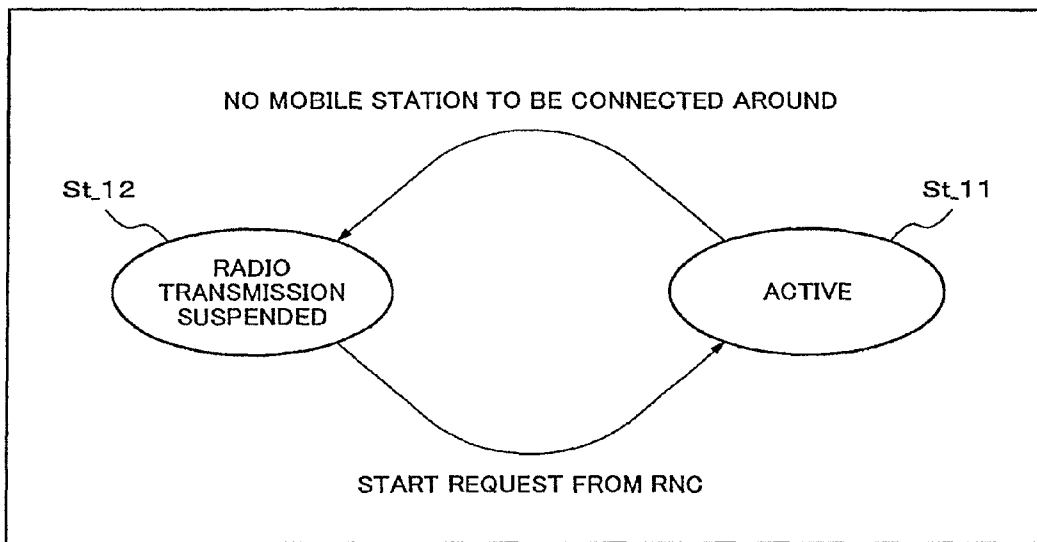 NO MOBILE STATION TO BE CONNECTED AROUND
St_12
St_11
RADIO
TRANSMISSION
SUSPENDED
ACTIVE
START REQUEST FROM RNC